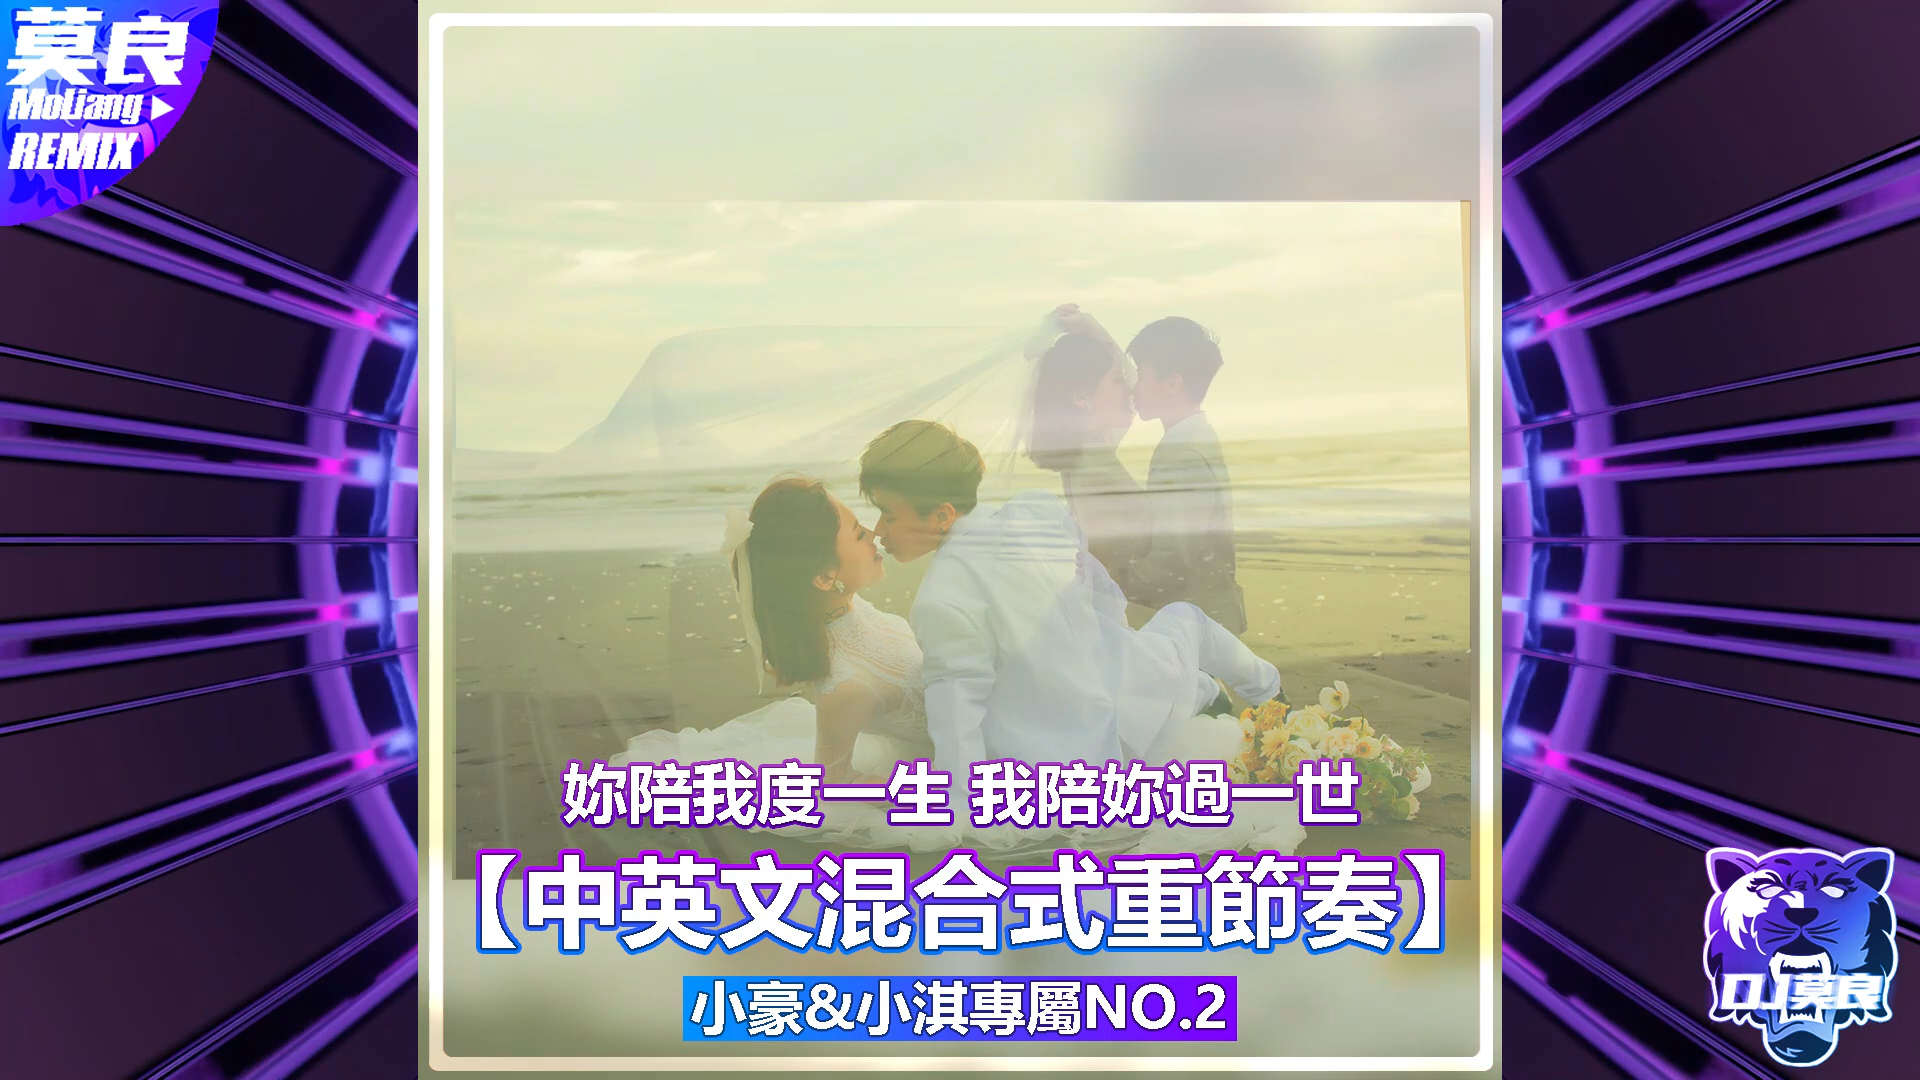 莫良
MoLiang
REMIX
妳陪我度一生 我陪妳過一世
【中英文混合式重節奏】
小豪&小淇專屬NO.2
DJ莫良